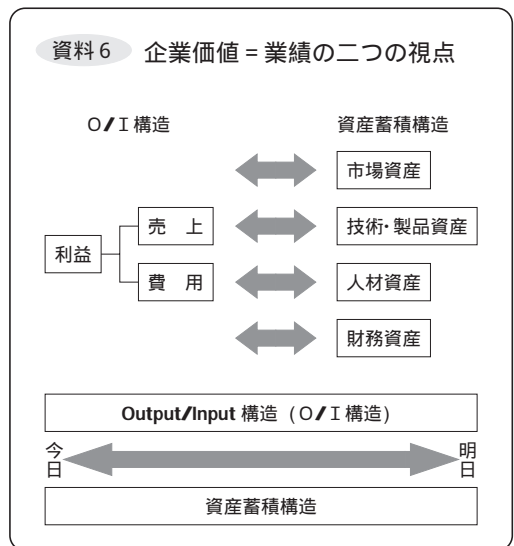 資料6 企業価値=業績の二つの視点
O/I構造 資産蓄積構造
市場資産
売 上 技術・製品資産
利益
費 用 人材資産
財務資産
Output/Input 構造 (O/I構造)
今日 明日
資産蓄積構造